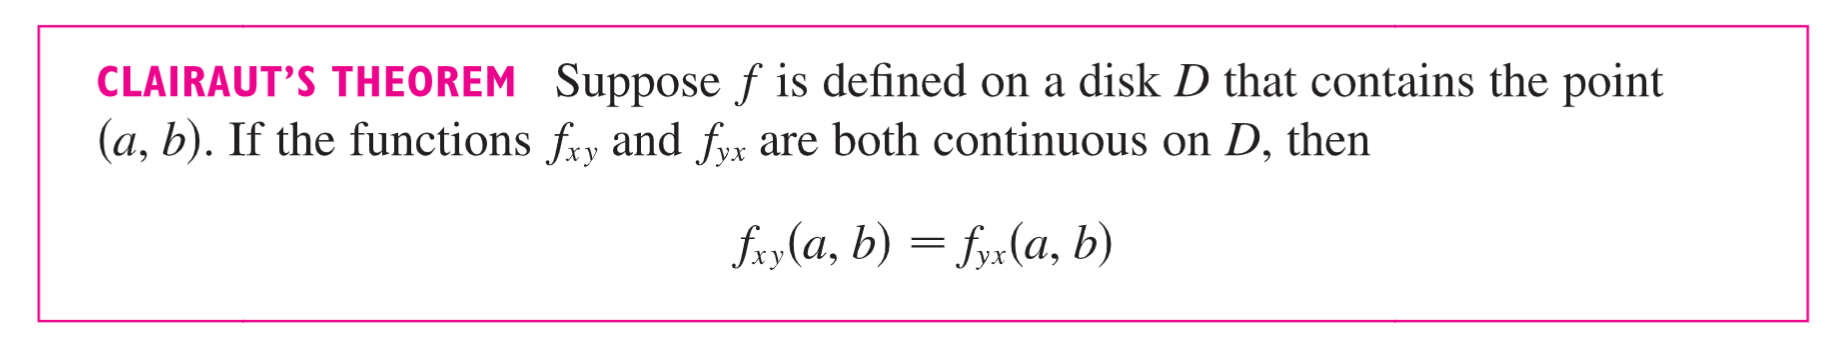 CLAIRAUT'S THEOREM Suppose f is defined on a disk D that contains the point
(a, b). If the functions f_{xy} and f_{yx} are both continuous on D, then
f_{xy}(a, b) = f_{yx}(a, b)